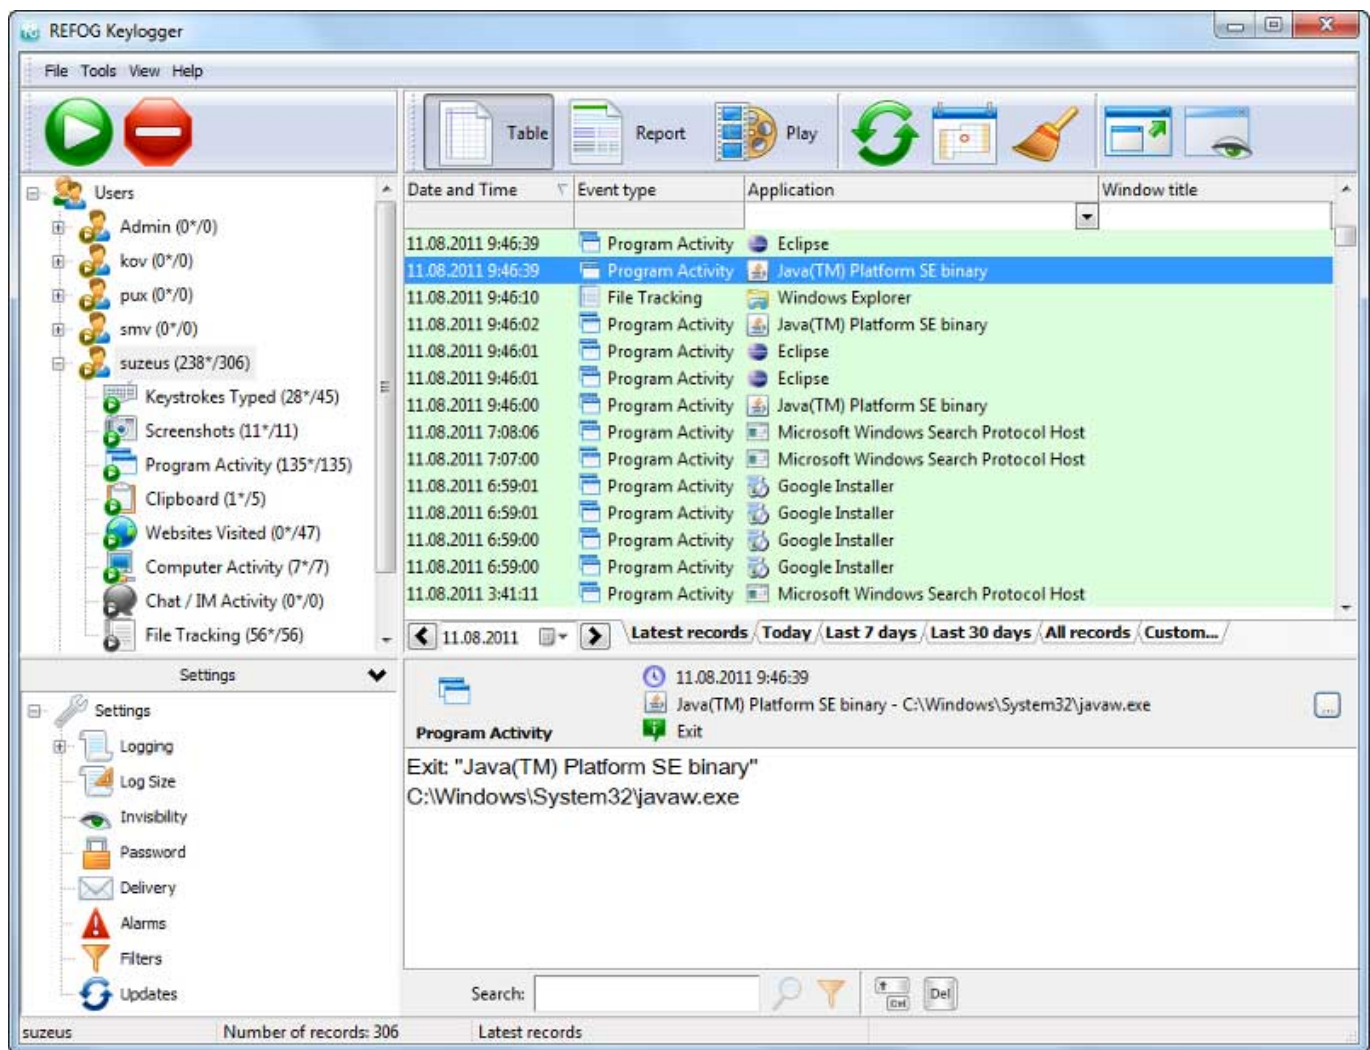 REFOG Keylogger
File Tools View Help
Table Report Play
Users
Admin (0*/0)
kov (0*/0)
pux (0*/0)
smv (0*/0)
suzeus (238*/306)
Keystrokes Typed (28*/45)
Screenshots (11*/11)
Program Activity (135*/135)
Clipboard (1*/5)
Websites Visited (0*/47)
Computer Activity (7*/7)
Chat / IM Activity (0*/0)
File Tracking (56*/56)
Date and Time Event type Application Window title
11.08.2011 9:46:39 Program Activity Eclipse
11.08.2011 9:46:39 Program Activity Java(TM) Platform SE binary
11.08.2011 9:46:10 File Tracking Windows Explorer
11.08.2011 9:46:02 Program Activity Java(TM) Platform SE binary
11.08.2011 9:46:01 Program Activity Eclipse
11.08.2011 9:46:01 Program Activity Eclipse
11.08.2011 9:46:00 Program Activity Java(TM) Platform SE binary
11.08.2011 7:08:06 Program Activity Microsoft Windows Search Protocol Host
11.08.2011 7:07:00 Program Activity Microsoft Windows Search Protocol Host
11.08.2011 6:59:01 Program Activity Google Installer
11.08.2011 6:59:01 Program Activity Google Installer
11.08.2011 6:59:00 Program Activity Google Installer
11.08.2011 6:59:00 Program Activity Google Installer
11.08.2011 3:41:11 Program Activity Microsoft Windows Search Protocol Host
11.08.2011 Latest records Today Last 7 days Last 30 days All records Custom...
Settings
Settings
Logging
Log Size
Invisibility
Password
Delivery
Alarms
Filters
Updates
11.08.2011 9:46:39
Java(TM) Platform SE binary - C:\Windows\System32\javaw.exe
...
Program Activity Exit
Exit: "Java(TM) Platform SE binary"
C:\Windows\System32\javaw.exe
Search: Ctrl Del
suzeus Number of records: 306 Latest records